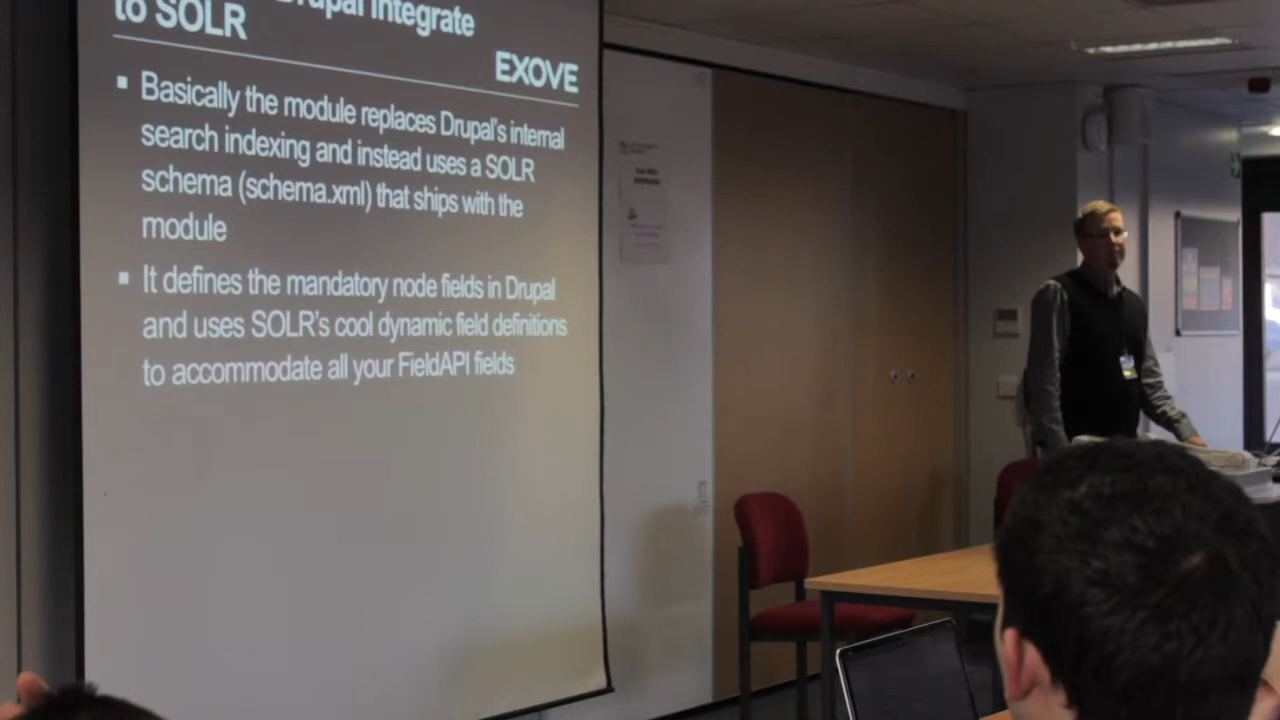 Drupal integrate
to SOLR
EXOVE
▪ Basically the module replaces Drupal's internal
search indexing and instead uses a SOLR
schema (schema.xml) that ships with the
module
▪ It defines the mandatory node fields in Drupal
and uses SOLR's cool dynamic field definitions
to accommodate all your FieldAPI fields